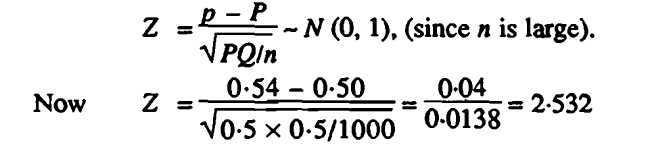 Z = p − P / √PQ/n ~ N (0, 1), (since n is large).
Now Z = 0·54 − 0·50 / √0·5 × 0·5/1000 = 0·04 / 0·0138 = 2·532